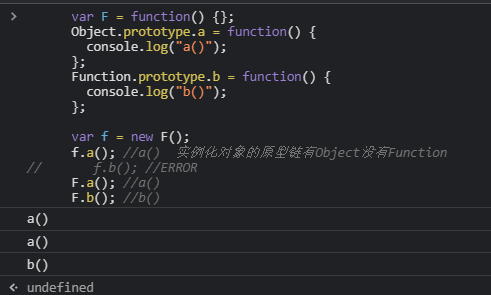 var F = function() {};
Object.prototype.a = function() {
console.log("a()");
};
Function.prototype.b = function() {
console.log("b()");
};
var f = new F();
f.a(); //a() 实例化对象的原型链有Object没有Function
// f.b(); //ERROR
F.a(); //a()
F.b(); //b()
a()
a()
b()
undefined